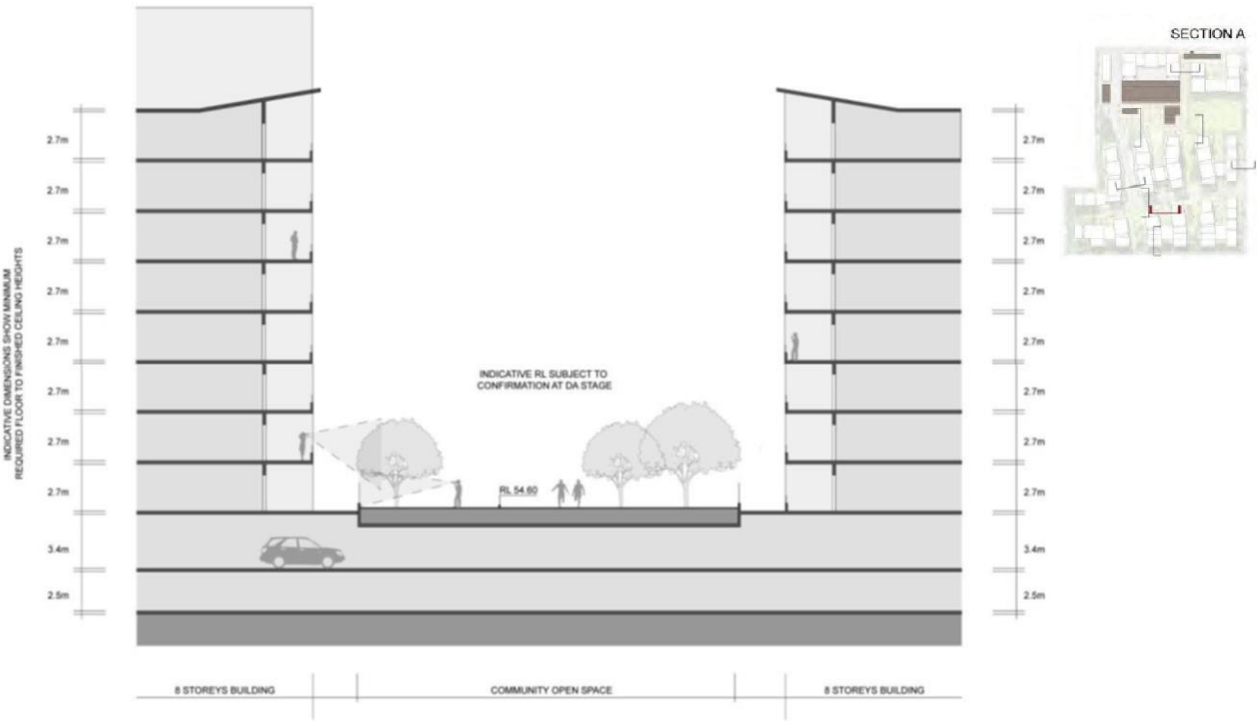 SECTION A
2.7m
2.7m
2.7m
2.7m
2.7m
2.7m
2.7m
2.7m
3.4m
2.5m
INDICATIVE DIMENSIONS SHOW MINIMUM
REQUIRED FLOOR TO FINISHED CEILING HEIGHTS
INDICATIVE RL SUBJECT TO
CONFIRMATION AT DA STAGE
RL 54.60
2.7m
2.7m
2.7m
2.7m
2.7m
2.7m
2.7m
2.7m
3.4m
2.5m
8 STOREYS BUILDING
COMMUNITY OPEN SPACE
8 STOREYS BUILDING